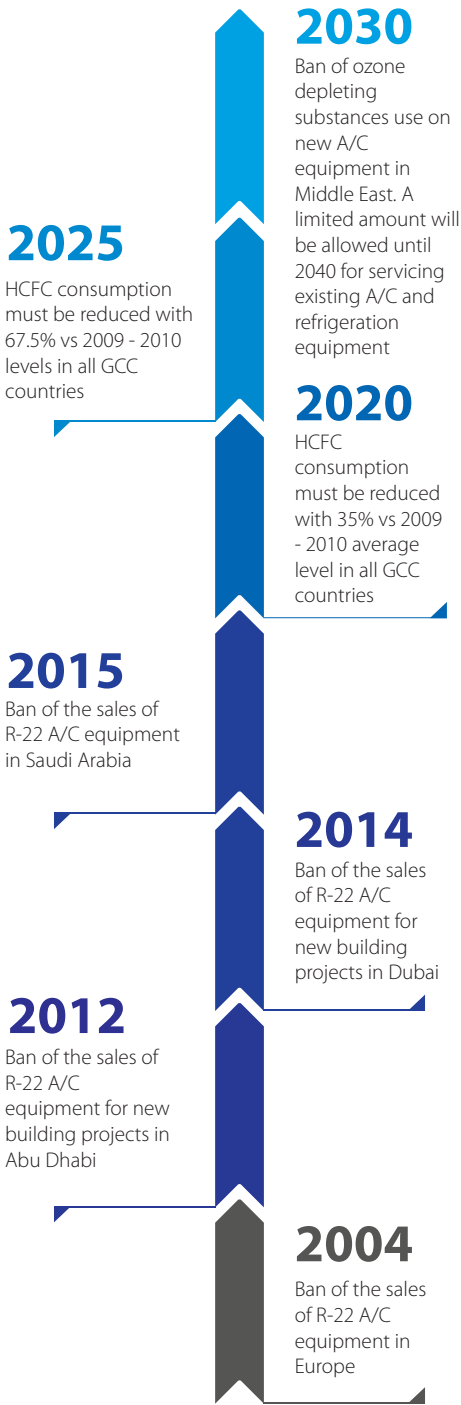 2030
Ban of ozone
depleting
substances use on
new A/C
equipment in
Middle East. A
limited amount will
be allowed until
2040 for servicing
existing A/C and
refrigeration
equipment
2025
HCFC consumption
must be reduced with
67.5% vs 2009 - 2010
levels in all GCC
countries
2020
HCFC
consumption
must be reduced
with 35% vs 2009
- 2010 average
level in all GCC
countries
2015
Ban of the sales of
R-22 A/C equipment
in Saudi Arabia
2014
Ban of the sales
of R-22 A/C
equipment for
new building
projects in Dubai
2012
Ban of the sales of
R-22 A/C
equipment for new
building projects in
Abu Dhabi
2004
Ban of the sales
of R-22 A/C
equipment in
Europe